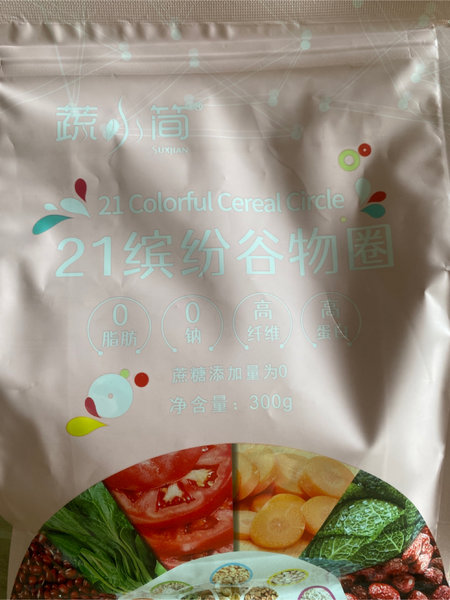 蔬小简
SUXJIAN
21 Colorful Cereal Circle
21缤纷谷物圈
0 脂肪
0 钠
高 纤维
高 蛋白
蔗糖添加量为0
净含量：300g